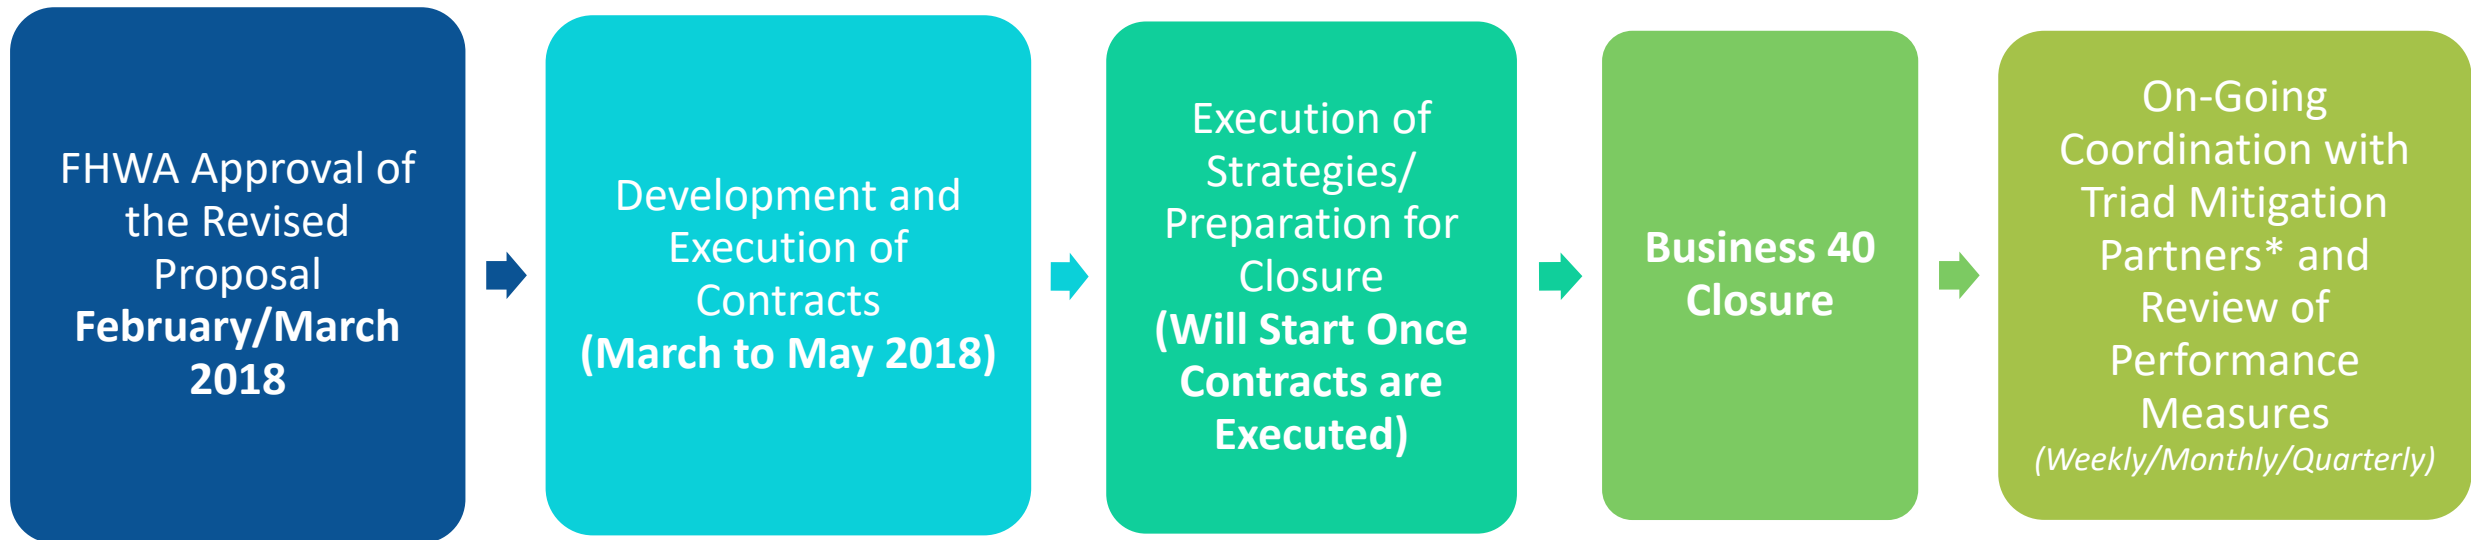 FHWA Approval of
the Revised
Proposal
February/March
2018
Development and
Execution of
Contracts
(March to May 2018)
Execution of
Strategies/
Preparation for
Closure
(Will Start Once
Contracts are
Executed)
Business 40
Closure
On-Going
Coordination with
Triad Mitigation
Partners* and
Review of
Performance
Measures
(Weekly/Monthly/Quarterly)